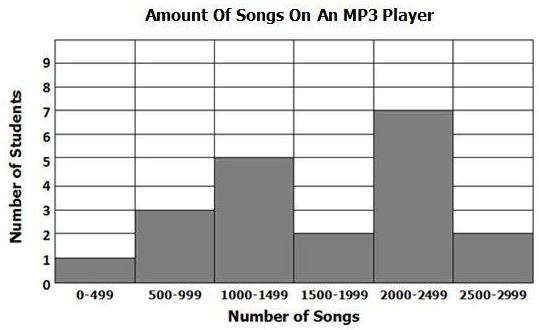 Amount Of Songs On An MP3 Player
Number of Students
9
8
7
6
5
4
3
2
1
0
0-499 500-999 1000-1499 1500-1999 2000-2499 2500-2999
Number of Songs